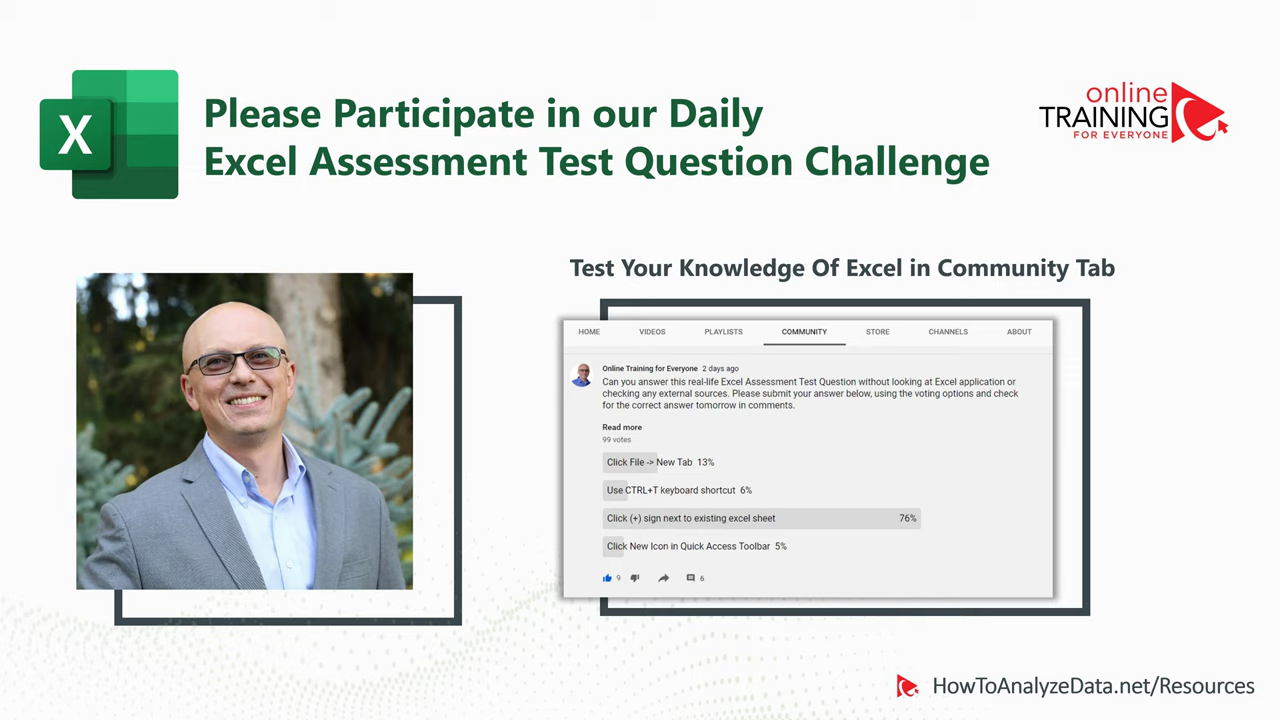 X
Please Participate in our Daily
Excel Assessment Test Question Challenge
online
TRAINING
FOR EVERYONE
Test Your Knowledge Of Excel in Community Tab
HOME VIDEOS PLAYLISTS COMMUNITY STORE CHANNELS ABOUT
Online Training for Everyone 2 days ago
Can you answer this real-life Excel Assessment Test Question without looking at Excel application or
checking any external sources. Please submit your answer below, using the voting options and check
for the correct answer tomorrow in comments.
Read more
99 votes
Click File -> New Tab 13%
Use CTRL+T keyboard shortcut 6%
Click (+) sign next to existing excel sheet 76%
Click New Icon in Quick Access Toolbar 5%
9 6
HowToAnalyzeData.net/Resources